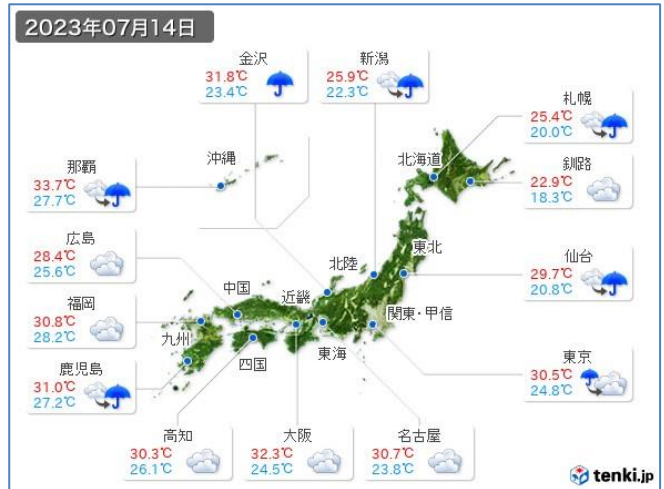 2023年07月14日
金沢
31.8℃
23.4℃
新潟
25.9℃
22.3℃
札幌
25.4℃
20.0℃
那覇
33.7℃
27.7℃
沖縄
北海道
釧路
22.9℃
18.3℃
広島
28.4℃
25.6℃
東北
仙台
29.7℃
20.8℃
北陸
中国
近畿
福岡
30.8℃
28.2℃
関東・甲信
九州
四国
東海
鹿児島
31.0℃
27.2℃
東京
30.5℃
24.8℃
高知
30.3℃
26.1℃
大阪
32.3℃
24.5℃
名古屋
30.7℃
23.8℃
tenki.jp